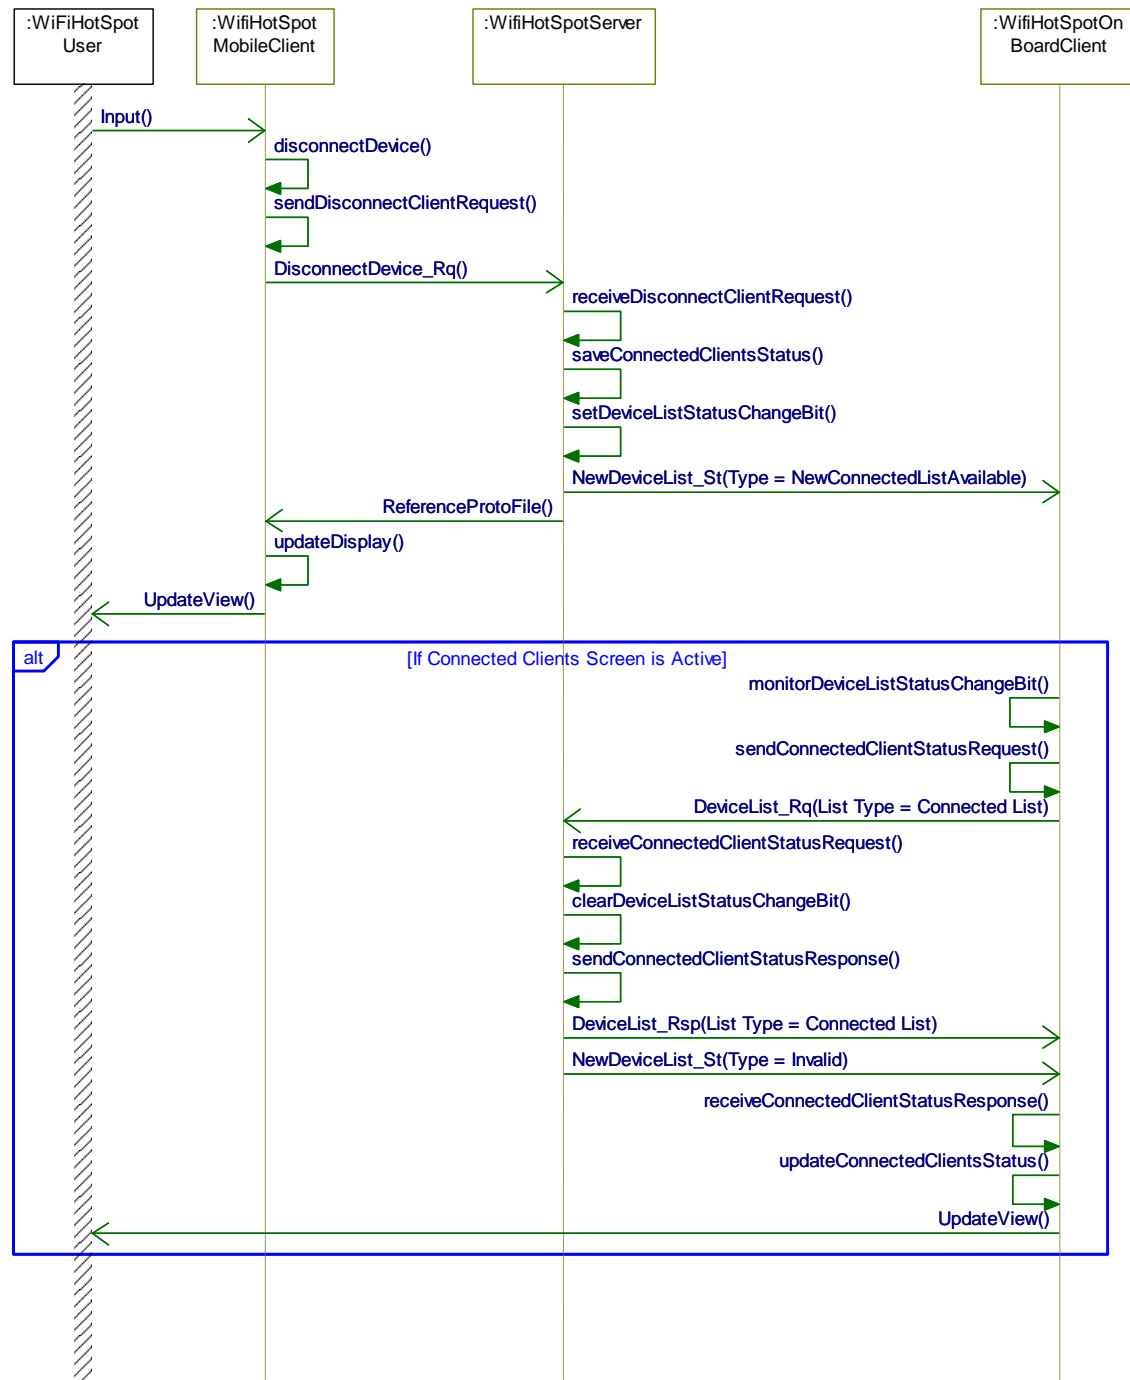 :WiFiHotSpot
User
:WifiHotSpot
MobileClient
:WifiHotSpotServer
:WifiHotSpotOn
BoardClient
Input()
disconnectDevice()
sendDisconnectClientRequest()
DisconnectDevice_Rq()
receiveDisconnectClientRequest()
saveConnectedClientsStatus()
setDeviceListStatusChangeBit()
NewDeviceList_St(Type = NewConnectedListAvailable)
ReferenceProtoFile()
updateDisplay()
UpdateView()
alt
[If Connected Clients Screen is Active]
monitorDeviceListStatusChangeBit()
sendConnectedClientStatusRequest()
DeviceList_Rq(List Type = Connected List)
receiveConnectedClientStatusRequest()
clearDeviceListStatusChangeBit()
sendConnectedClientStatusResponse()
DeviceList_Rsp(List Type = Connected List)
NewDeviceList_St(Type = Invalid)
receiveConnectedClientStatusResponse()
updateConnectedClientsStatus()
UpdateView()